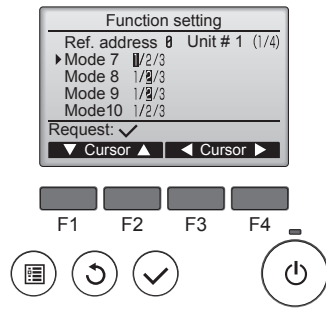 Function setting
Ref. address 0 Unit # 1 (1/4)
Mode 7 1/2/3
Mode 8 1/2/3
Mode 9 1/2/3
Mode10 1/2/3
Request: ✓
▼ Cursor ▲ ◀ Cursor ▶
F1 F2 F3 F4